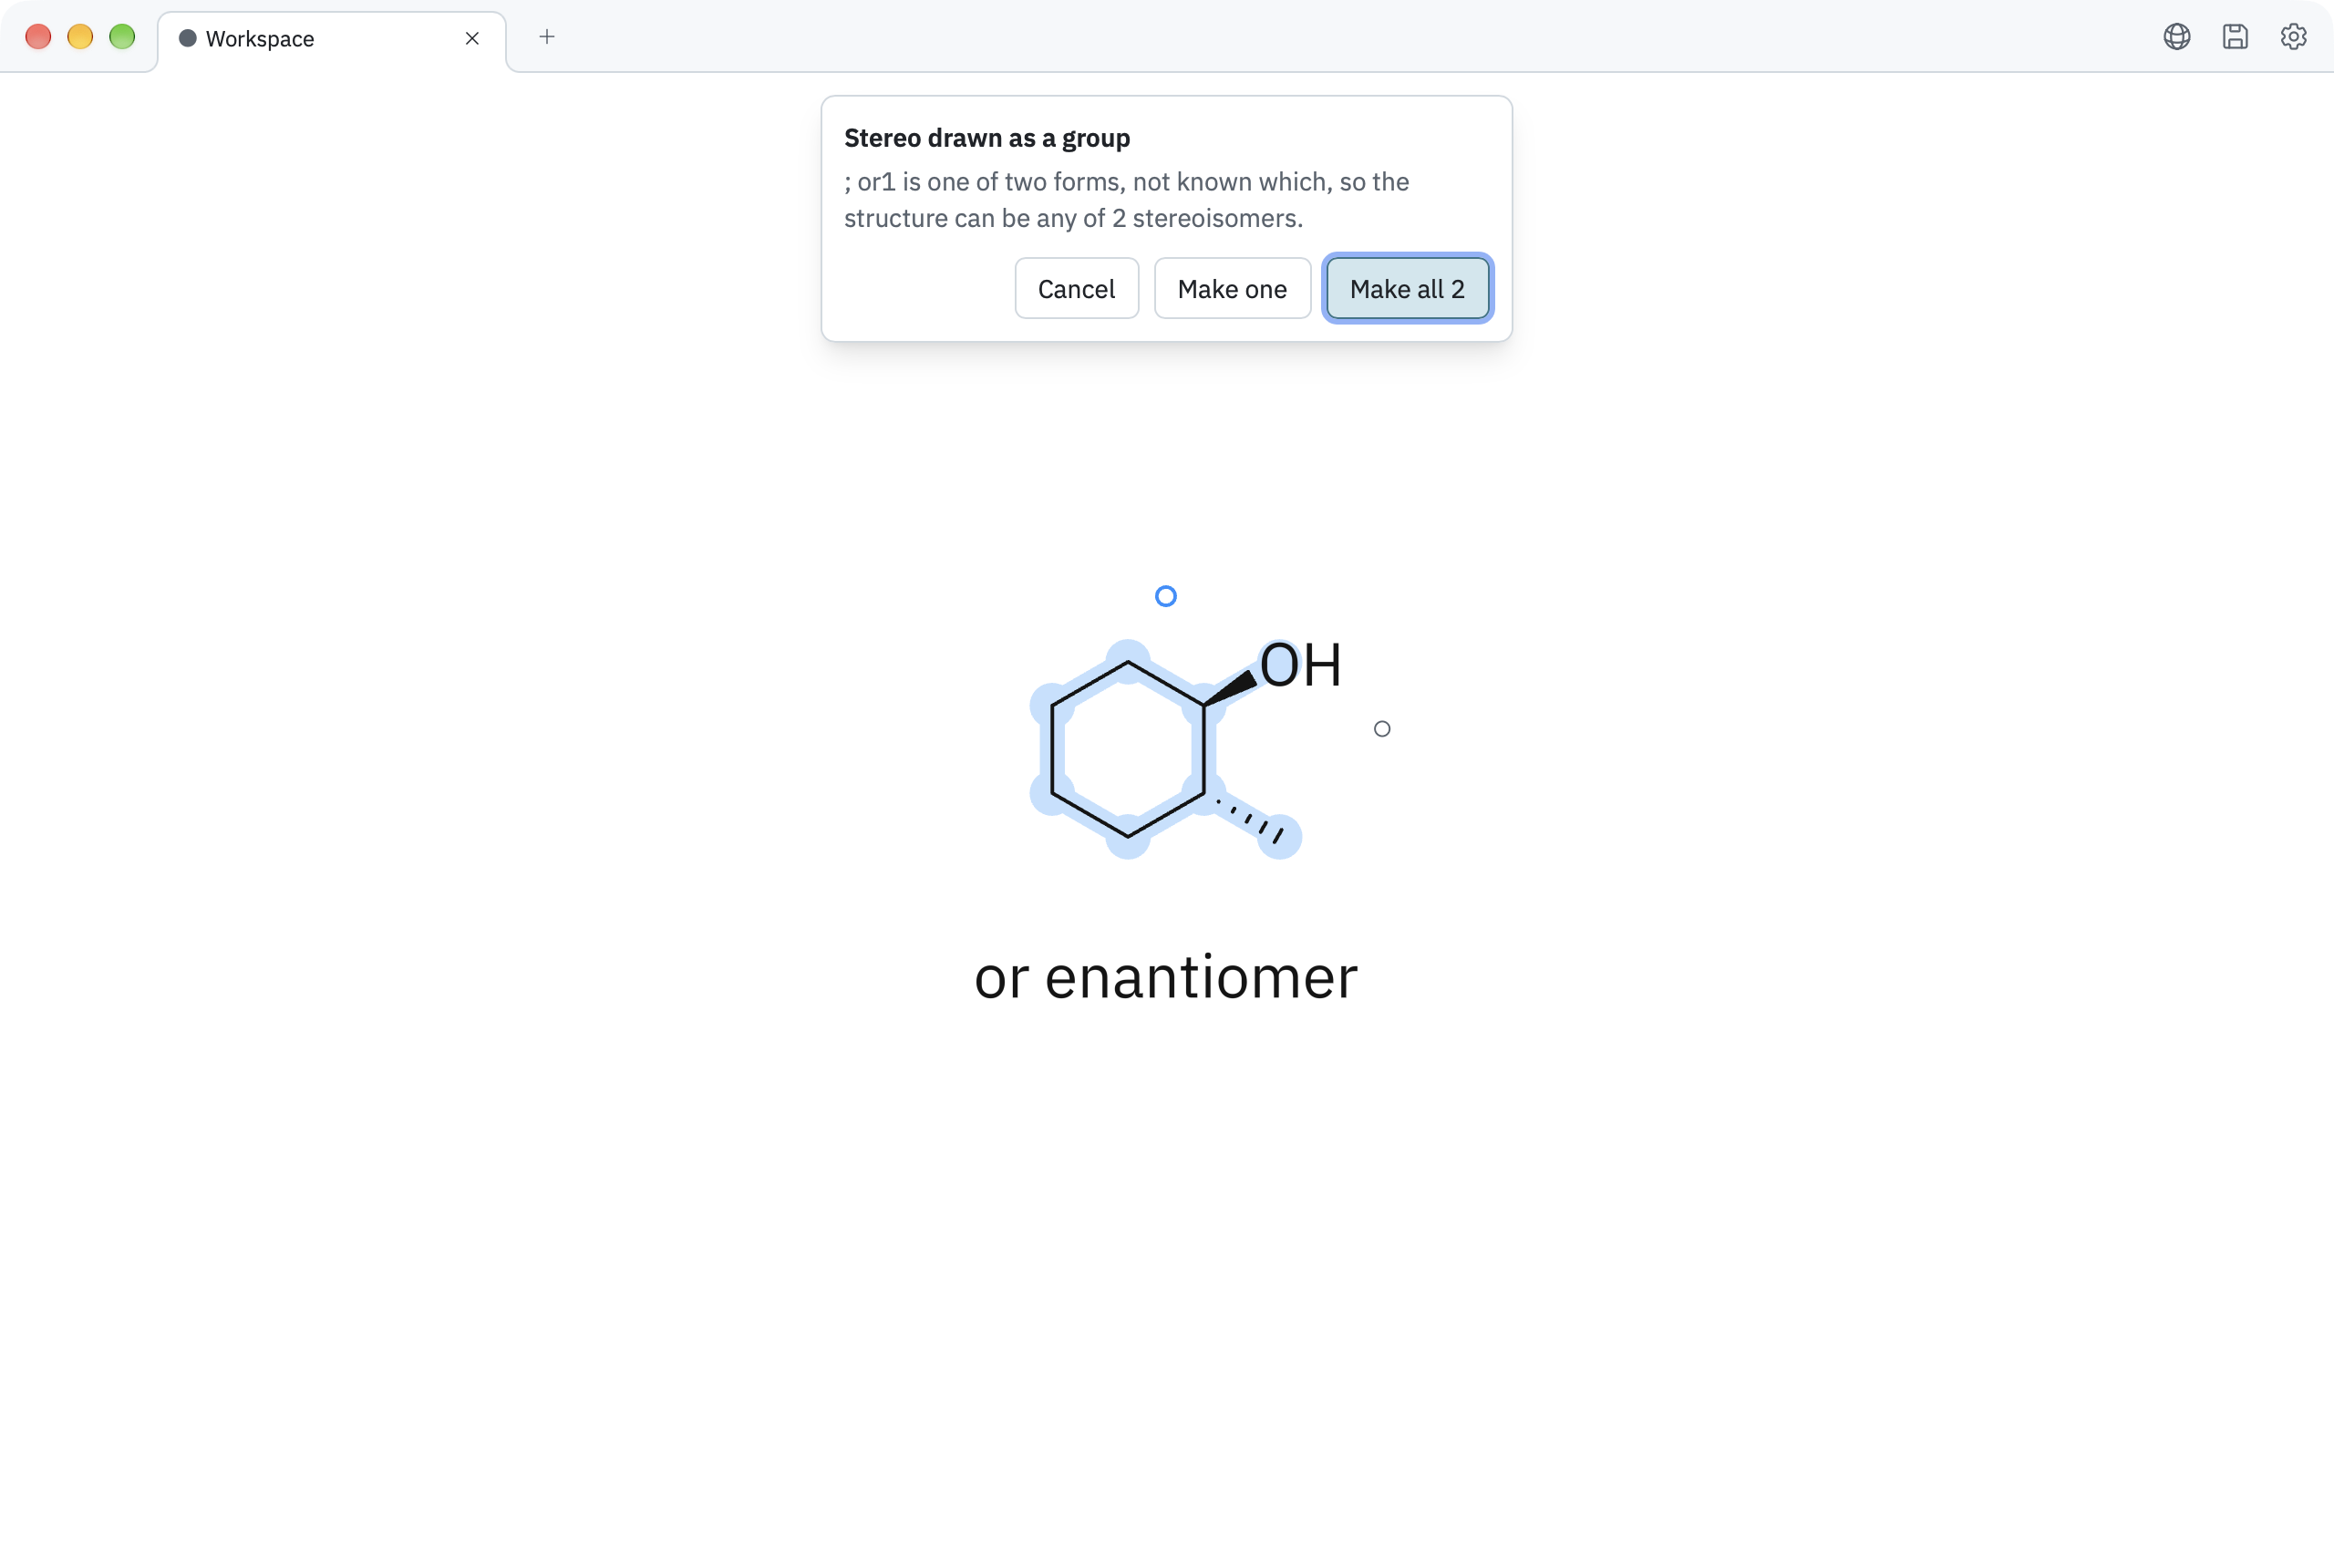 Workspace
Stereo drawn as a group
; or1 is one of two forms, not known which, so the
structure can be any of 2 stereoisomers.
Cancel Make one Make all 2
OH
or enantiomer